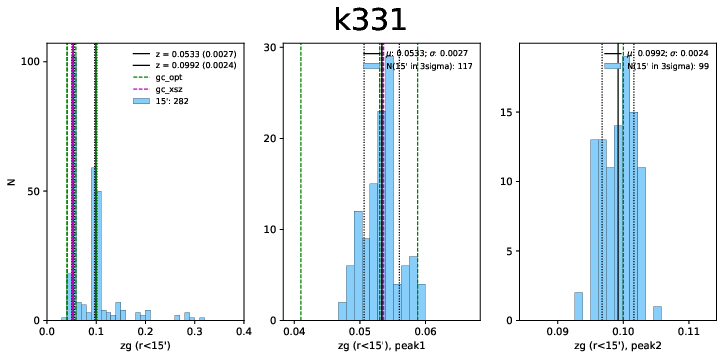 k331
z = 0.0533 (0.0027)
z = 0.0992 (0.0024)
gc_opt
gc_xsz
15': 282
N
100
50
0
0.0 0.1 0.2 0.3 0.4
zg (r<15')
μ: 0.0533; σ: 0.0027
N(15' in 3sigma): 117
30
20
10
0
0.04 0.05 0.06
zg (r<15'), peak1
μ: 0.0992; σ: 0.0024
N(15' in 3sigma): 99
15
10
5
0
0.09 0.10 0.11
zg (r<15'), peak2